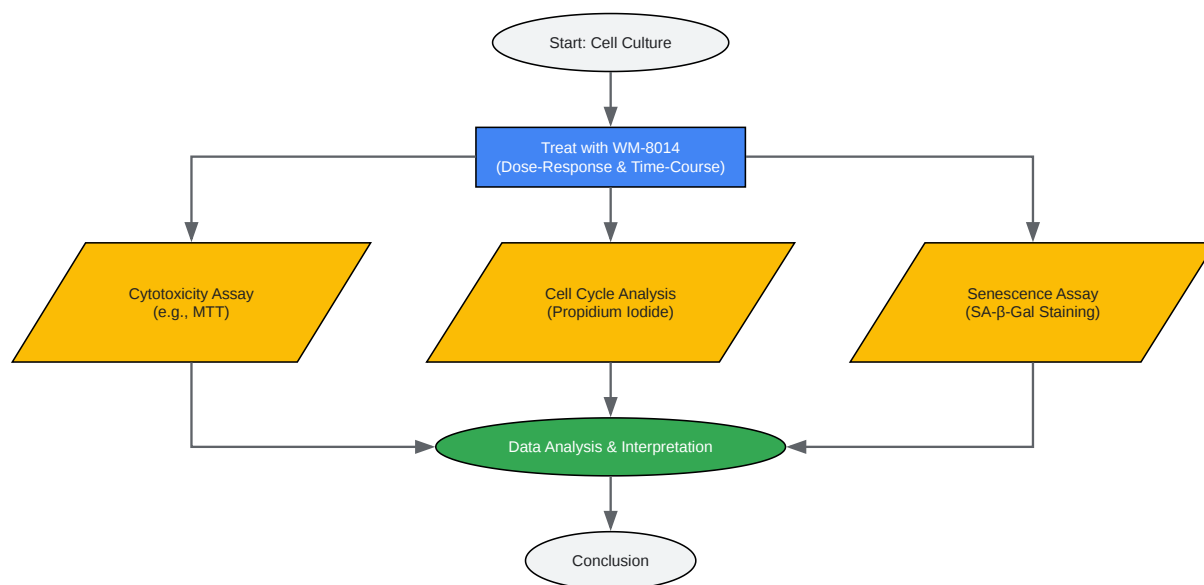 Start: Cell Culture
Treat with WM-8014
(Dose-Response & Time-Course)
Cytotoxicity Assay
(e.g., MTT)
Cell Cycle Analysis
(Propidium Iodide)
Senescence Assay
(SA-β-Gal Staining)
Data Analysis & Interpretation
Conclusion